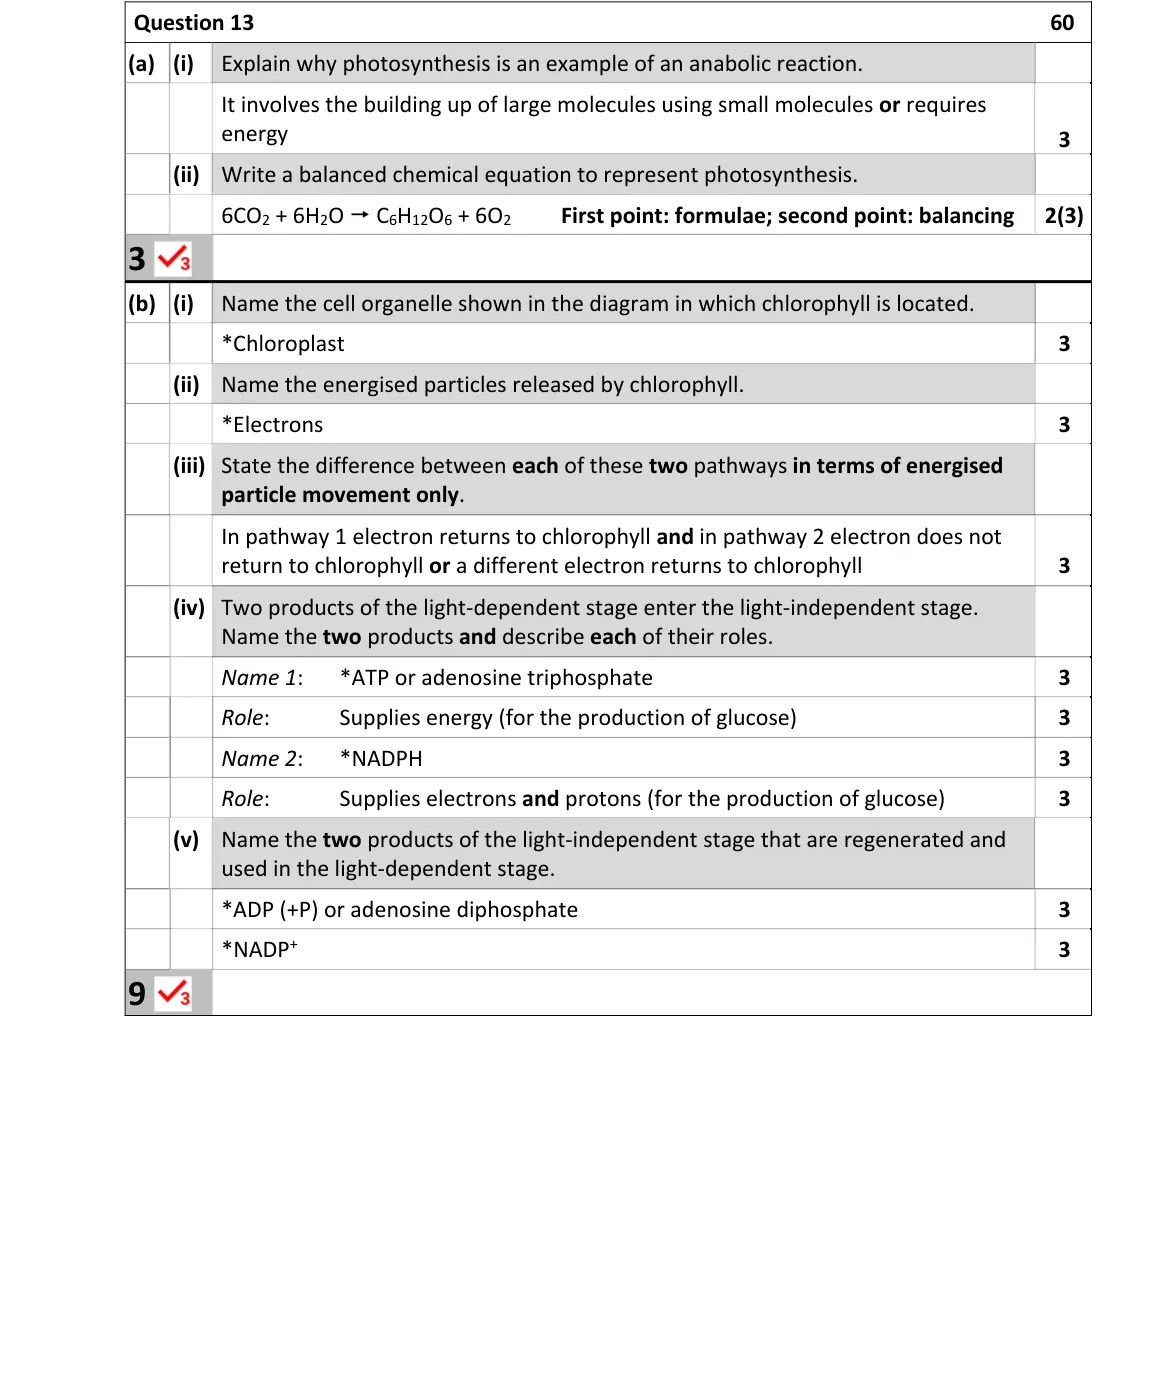 Question 13 60
(a) (i) Explain why photosynthesis is an example of an anabolic reaction.
It involves the building up of large molecules using small molecules or requires
energy 3
(ii) Write a balanced chemical equation to represent photosynthesis.
6CO₂ + 6H₂O → C₆H₁₂O₆ + 6O₂ First point: formulae; second point: balancing 2(3)
3 ✓3
(b) (i) Name the cell organelle shown in the diagram in which chlorophyll is located.
*Chloroplast 3
(ii) Name the energised particles released by chlorophyll.
*Electrons 3
(iii) State the difference between each of these two pathways in terms of energised
particle movement only.
In pathway 1 electron returns to chlorophyll and in pathway 2 electron does not
return to chlorophyll or a different electron returns to chlorophyll 3
(iv) Two products of the light-dependent stage enter the light-independent stage.
Name the two products and describe each of their roles.
Name 1: *ATP or adenosine triphosphate 3
Role: Supplies energy (for the production of glucose) 3
Name 2: *NADPH 3
Role: Supplies electrons and protons (for the production of glucose) 3
(v) Name the two products of the light-independent stage that are regenerated and
used in the light-dependent stage.
*ADP (+P) or adenosine diphosphate 3
*NADP⁺ 3
9 ✓3